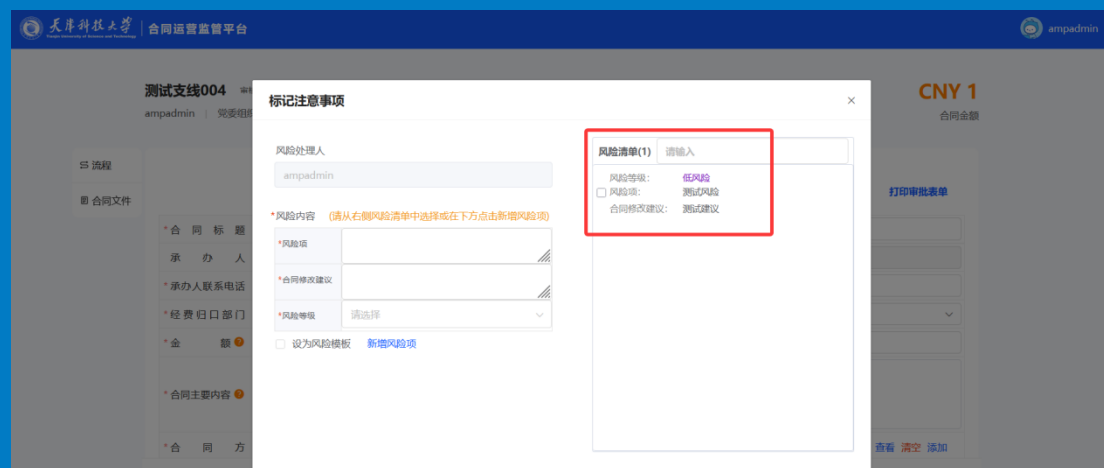 天津科技大学 合同运营监管平台
ampadmin
测试支线004
ampadmin 党委组
CNY 1
合同金额
流程
合同文件
打印审批表单
标记注意事项
风险处理人
ampadmin
*风险内容 (请从右侧风险清单中选择或在下方点击新增风险项)
*风险项
*合同修改建议
*风险等级 请选择
设为风险模板 新增风险项
风险清单(1) 请输入
风险等级: 低风险
风险项: 测试风险
合同修改建议: 测试建议
*合同标题
承办人
*承办人联系电话
*经费归口部门
*金额
*合同主要内容
*合同方
查看 清空 添加